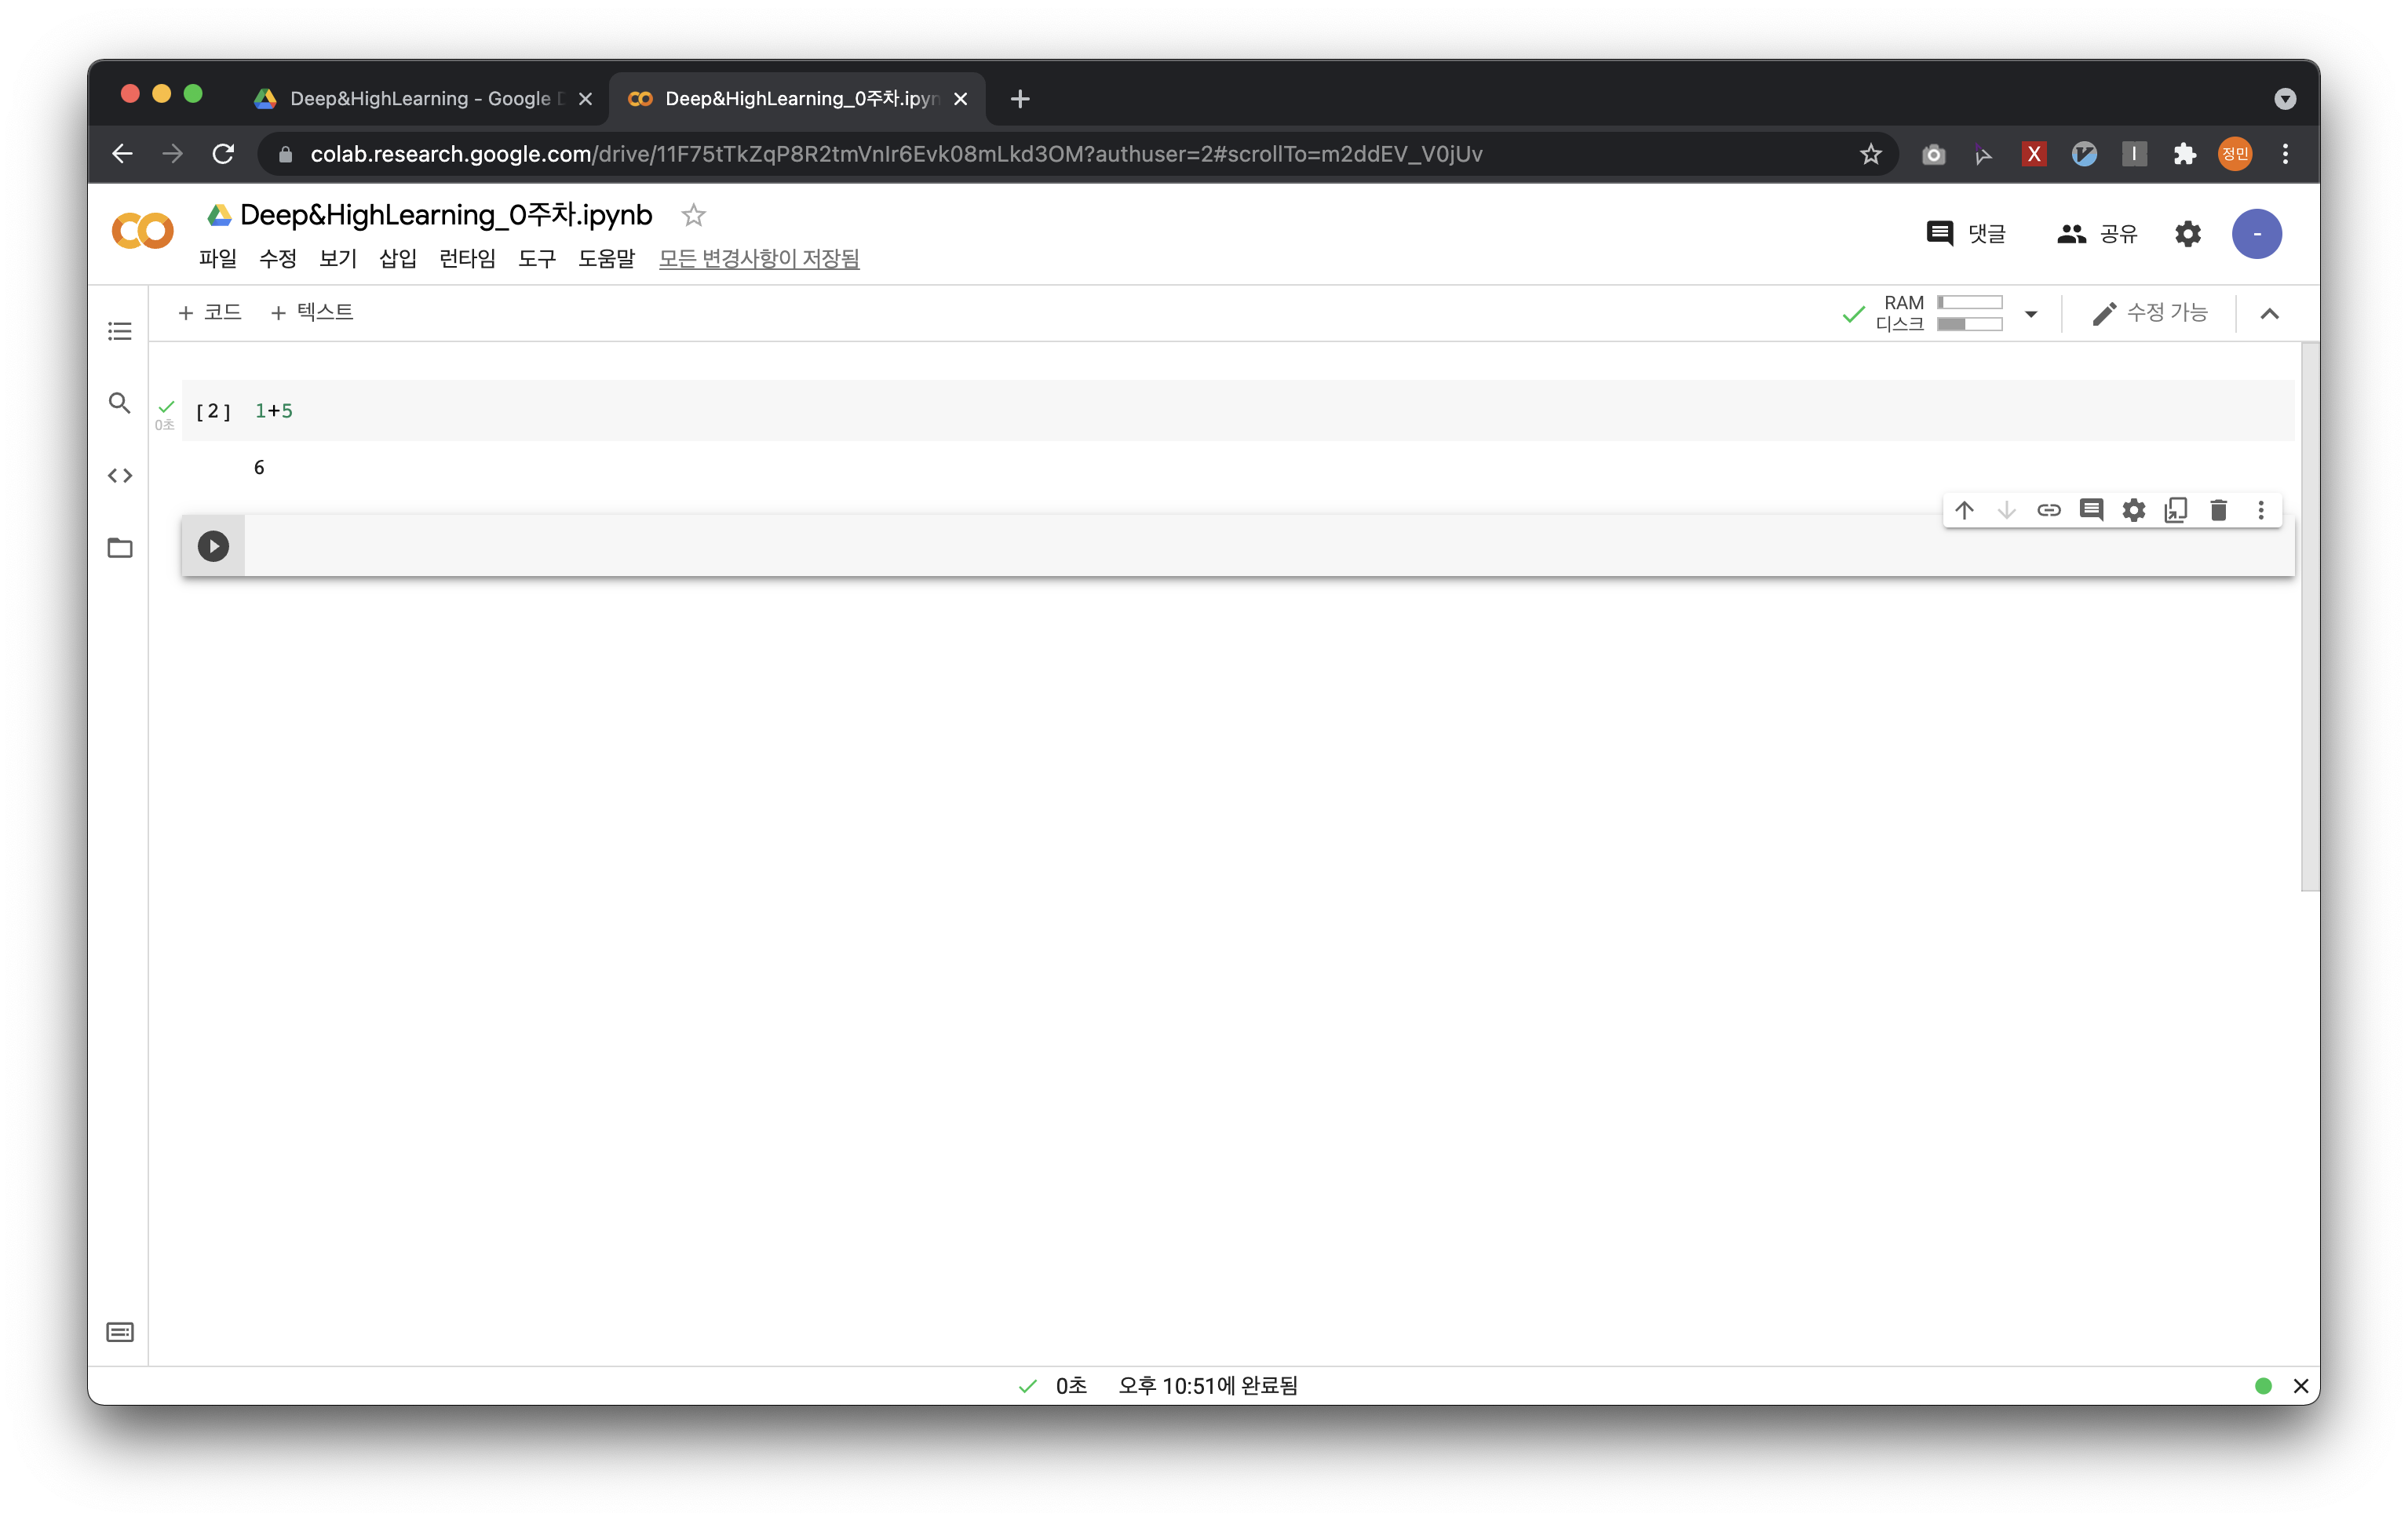 Deep&HighLearning - Google
Deep&HighLearning_0주차.ipyn
colab.research.google.com/drive/11F75tTkZqP8R2tmVnIr6Evk08mLkd3OM?authuser=2#scrollTo=m2ddEV_V0jUv
X
I
정민
Deep&HighLearning_0주차.ipynb
파일 수정 보기 삽입 런타임 도구 도움말 모든 변경사항이 저장됨
댓글 공유 -
+ 코드 + 텍스트
RAM
디스크
수정 가능
[2] 1+5
0초
6
0초 오후 10:51에 완료됨